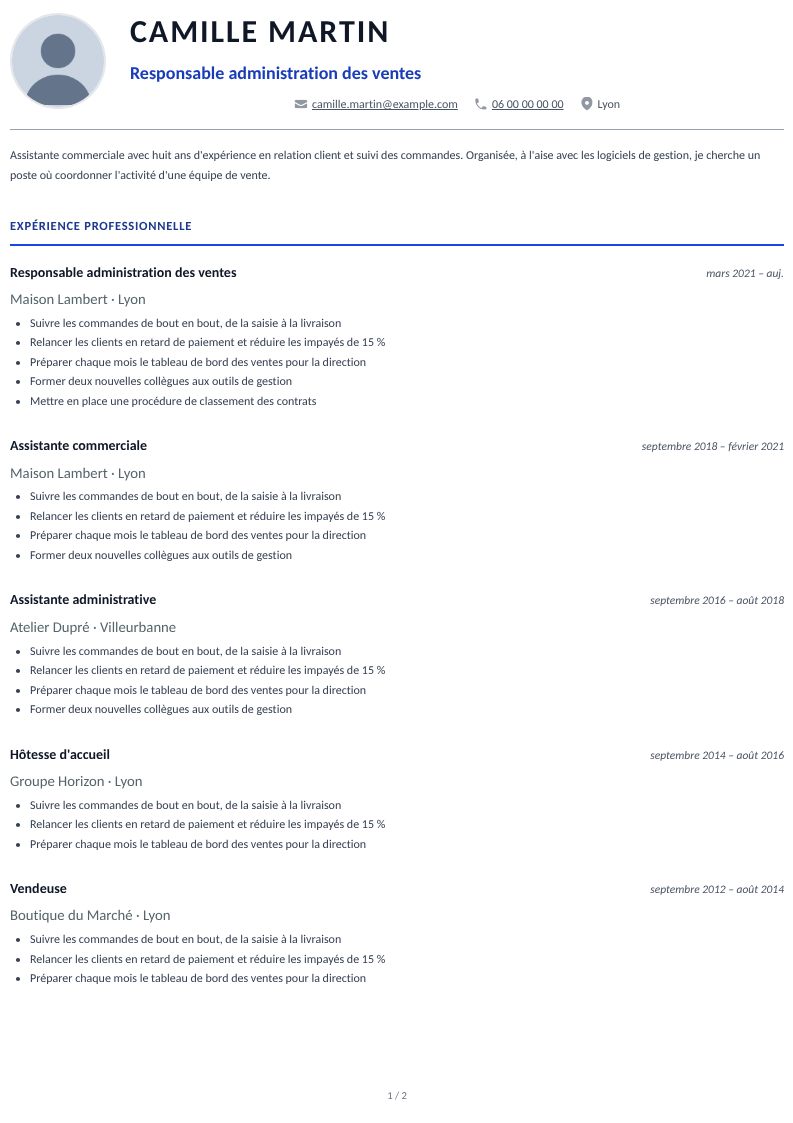 CAMILLE MARTIN
Responsable administration des ventes
camille.martin@example.com 06 00 00 00 00 Lyon
Assistante commerciale avec huit ans d'expérience en relation client et suivi des commandes. Organisée, à l'aise avec les logiciels de gestion, je cherche un
poste où coordonner l'activité d'une équipe de vente.
EXPÉRIENCE PROFESSIONNELLE
Responsable administration des ventes mars 2021 – auj.
Maison Lambert · Lyon
• Suivre les commandes de bout en bout, de la saisie à la livraison
• Relancer les clients en retard de paiement et réduire les impayés de 15 %
• Préparer chaque mois le tableau de bord des ventes pour la direction
• Former deux nouvelles collègues aux outils de gestion
• Mettre en place une procédure de classement des contrats
Assistante commerciale septembre 2018 – février 2021
Maison Lambert · Lyon
• Suivre les commandes de bout en bout, de la saisie à la livraison
• Relancer les clients en retard de paiement et réduire les impayés de 15 %
• Préparer chaque mois le tableau de bord des ventes pour la direction
• Former deux nouvelles collègues aux outils de gestion
Assistante administrative septembre 2016 – août 2018
Atelier Dupré · Villeurbanne
• Suivre les commandes de bout en bout, de la saisie à la livraison
• Relancer les clients en retard de paiement et réduire les impayés de 15 %
• Préparer chaque mois le tableau de bord des ventes pour la direction
• Former deux nouvelles collègues aux outils de gestion
Hôtesse d'accueil septembre 2014 – août 2016
Groupe Horizon · Lyon
• Suivre les commandes de bout en bout, de la saisie à la livraison
• Relancer les clients en retard de paiement et réduire les impayés de 15 %
• Préparer chaque mois le tableau de bord des ventes pour la direction
Vendeuse septembre 2012 – août 2014
Boutique du Marché · Lyon
• Suivre les commandes de bout en bout, de la saisie à la livraison
• Relancer les clients en retard de paiement et réduire les impayés de 15 %
• Préparer chaque mois le tableau de bord des ventes pour la direction
1 / 2